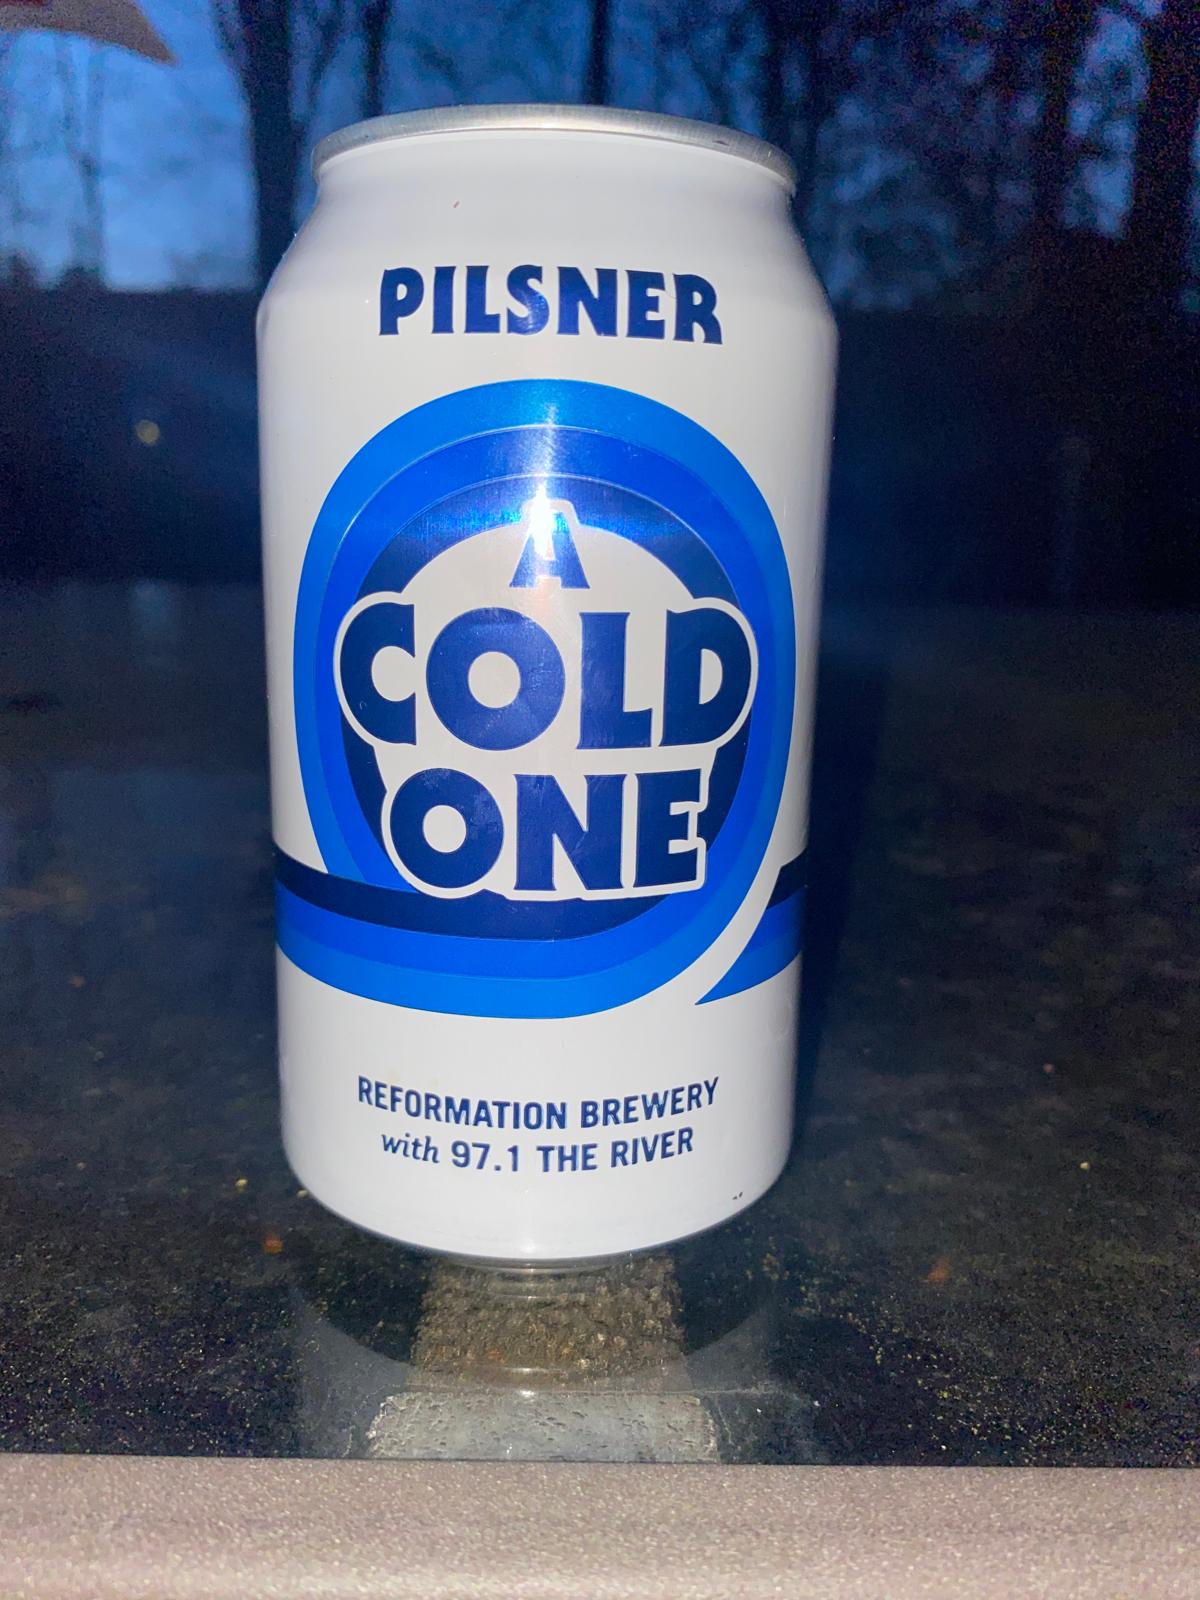 PILSNER
A
COLD
ONE
REFORMATION BREWERY
with 97.1 THE RIVER